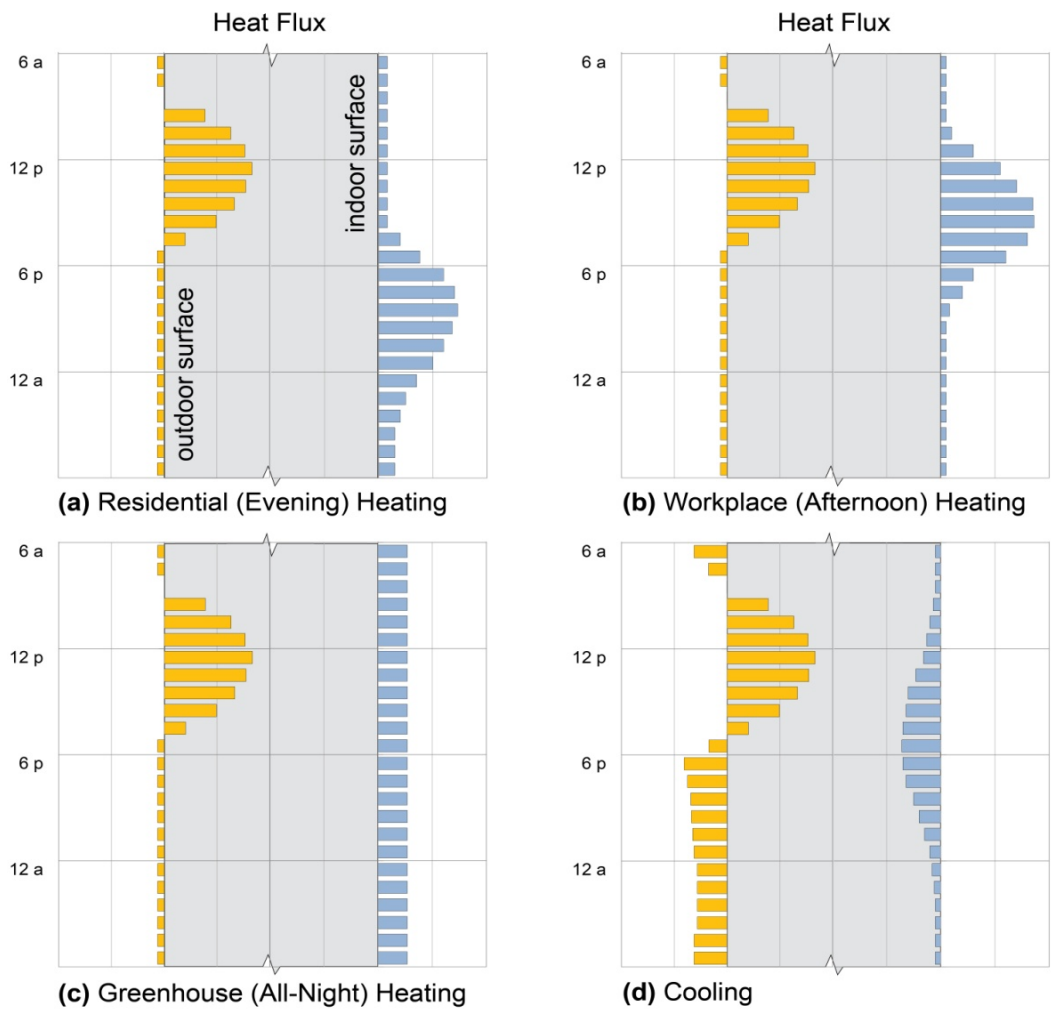 Heat Flux
6 a
12 p
6 p
12 a
outdoor surface
indoor surface
(a) Residential (Evening) Heating
Heat Flux
6 a
12 p
6 p
12 a
(b) Workplace (Afternoon) Heating
6 a
12 p
6 p
12 a
(c) Greenhouse (All-Night) Heating
6 a
12 p
6 p
12 a
(d) Cooling